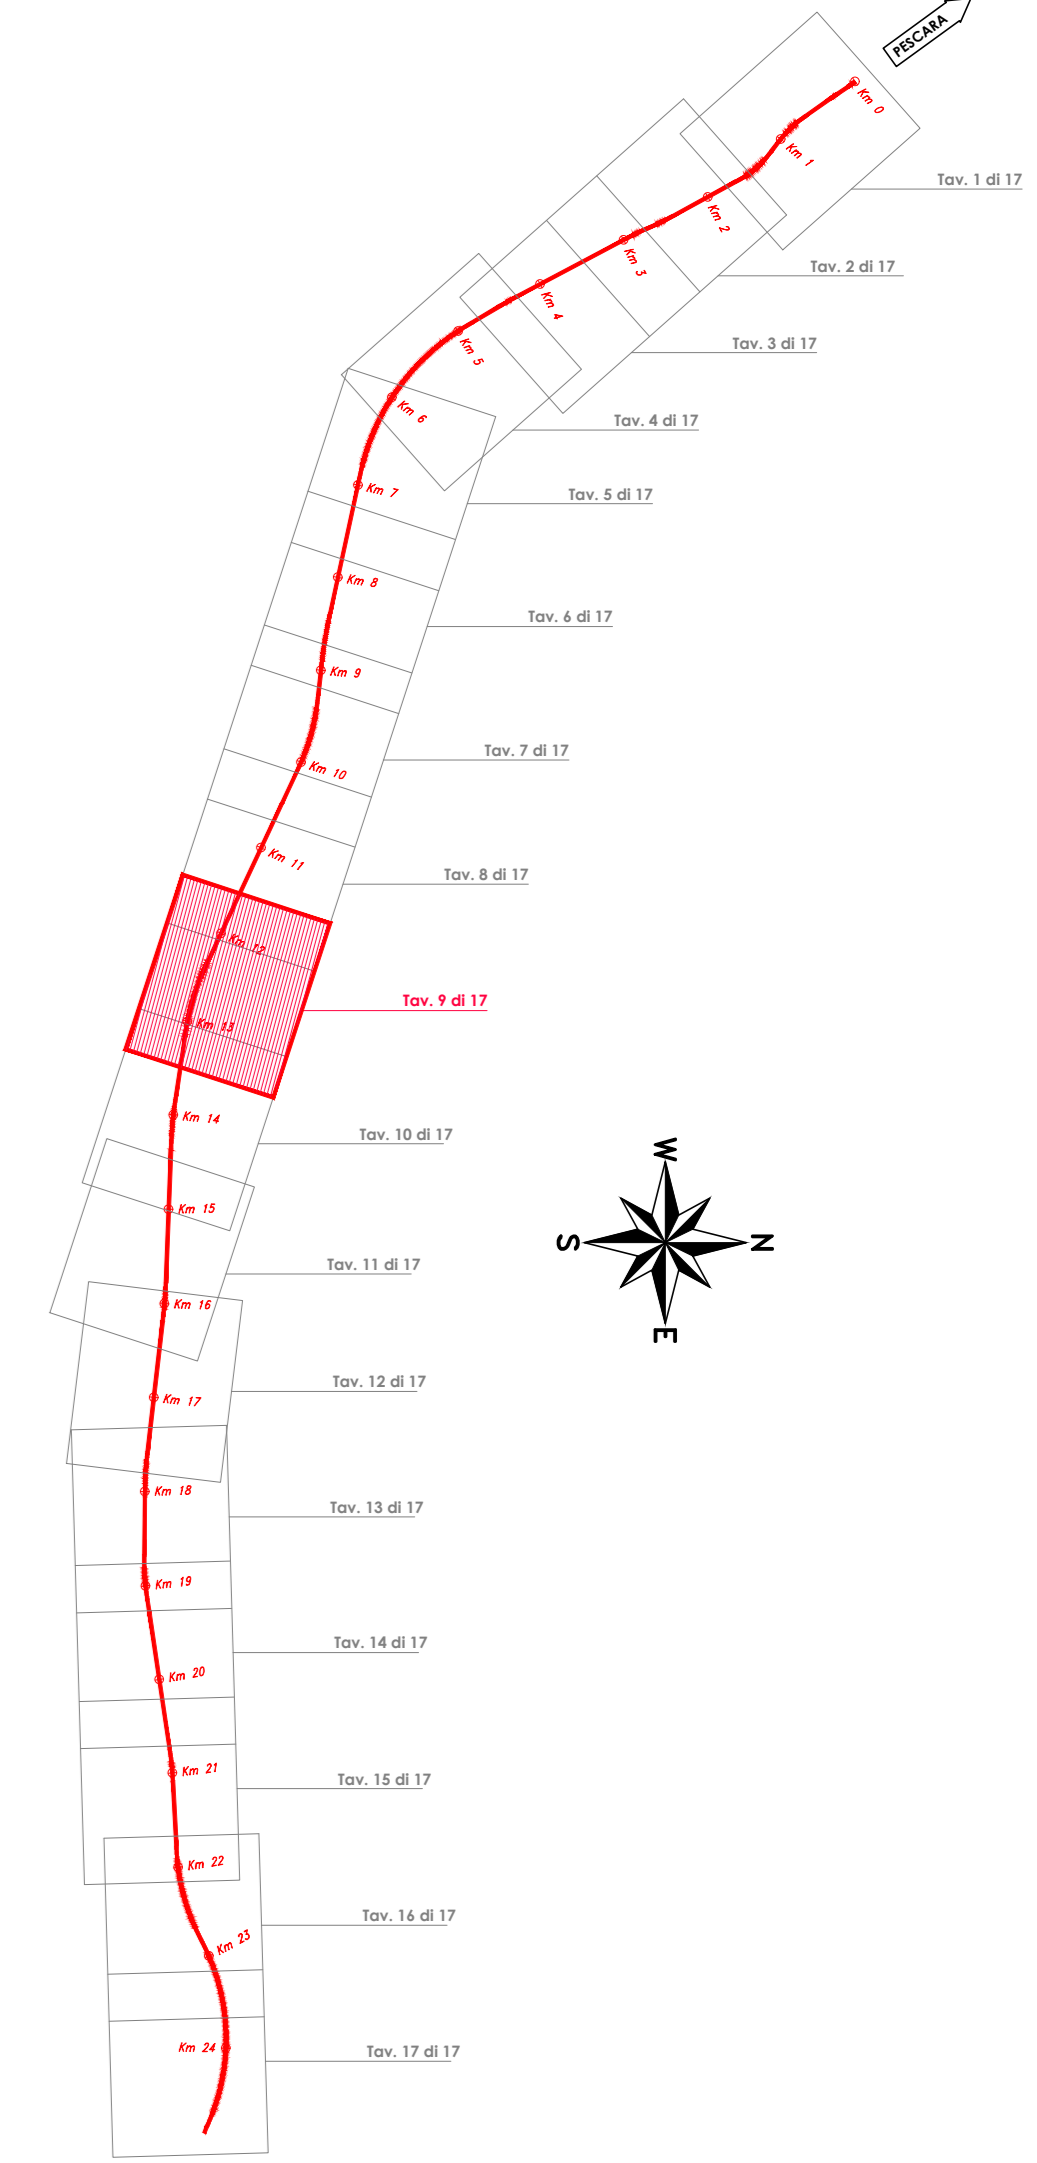 PESCARA
Km 0
Km 1
Tav. 1 di 17
Km 2
Km 3
Tav. 2 di 17
Km 4
Tav. 3 di 17
Km 5
Km 6
Tav. 4 di 17
Km 7
Tav. 5 di 17
Km 8
Tav. 6 di 17
Km 9
Tav. 7 di 17
Km 10
Km 11
Tav. 8 di 17
Km 12
Tav. 9 di 17
Km 13
Km 14
Tav. 10 di 17
W
Km 15
S
N
Tav. 11 di 17
Km 16
E
Tav. 12 di 17
Km 17
Km 18
Tav. 13 di 17
Km 19
Tav. 14 di 17
Km 20
Km 21
Tav. 15 di 17
Km 22
Tav. 16 di 17
Km 23
Km 24
Tav. 17 di 17